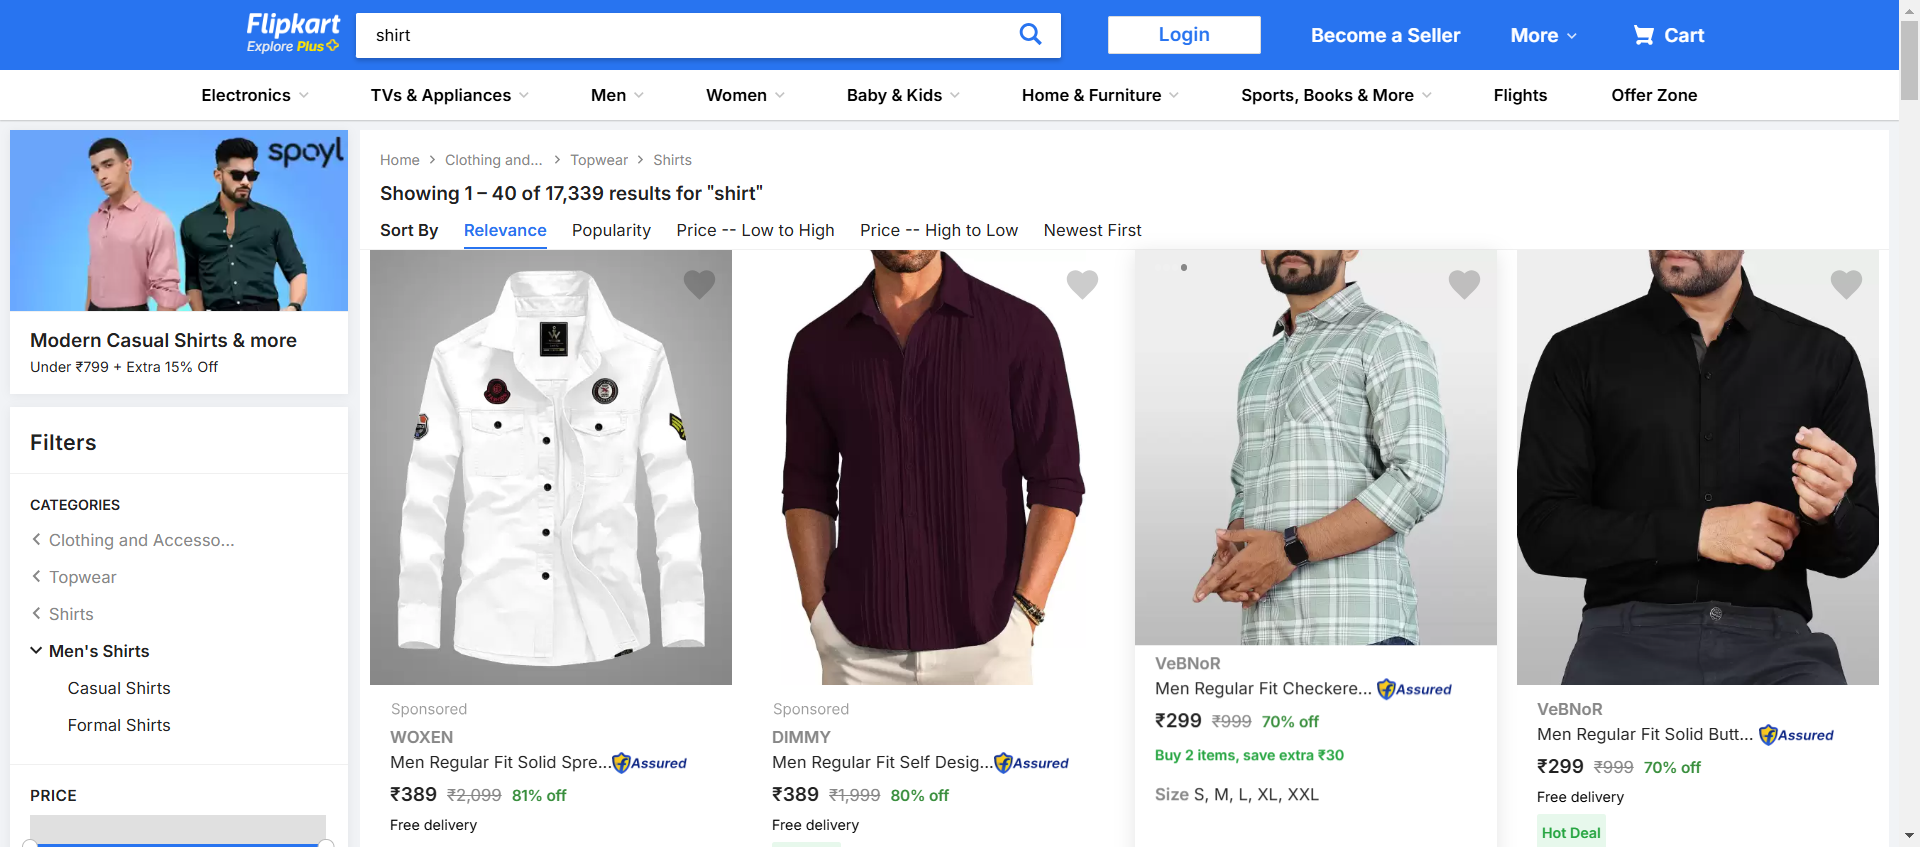 Flipkart
Explore Plus
shirt
Login
Become a Seller
More
Cart
Electronics
TVs & Appliances
Men
Women
Baby & Kids
Home & Furniture
Sports, Books & More
Flights
Offer Zone
spoyl
Modern Casual Shirts & more
Under ₹799 + Extra 15% Off
Filters
CATEGORIES
Clothing and Accesso...
Topwear
Shirts
Men's Shirts
Casual Shirts
Formal Shirts
PRICE
Home > Clothing and... > Topwear > Shirts
Showing 1 – 40 of 17,339 results for "shirt"
Sort By Relevance Popularity Price -- Low to High Price -- High to Low Newest First
Sponsored
WOXEN
Men Regular Fit Solid Spre... Assured
₹389 ₹2,099 81% off
Free delivery
Sponsored
DIMMY
Men Regular Fit Self Desig... Assured
₹389 ₹1,999 80% off
Free delivery
VeBNoR
Men Regular Fit Checkere... Assured
₹299 ₹999 70% off
Buy 2 items, save extra ₹30
Size S, M, L, XL, XXL
VeBNoR
Men Regular Fit Solid Butt... Assured
₹299 ₹999 70% off
Free delivery
Hot Deal